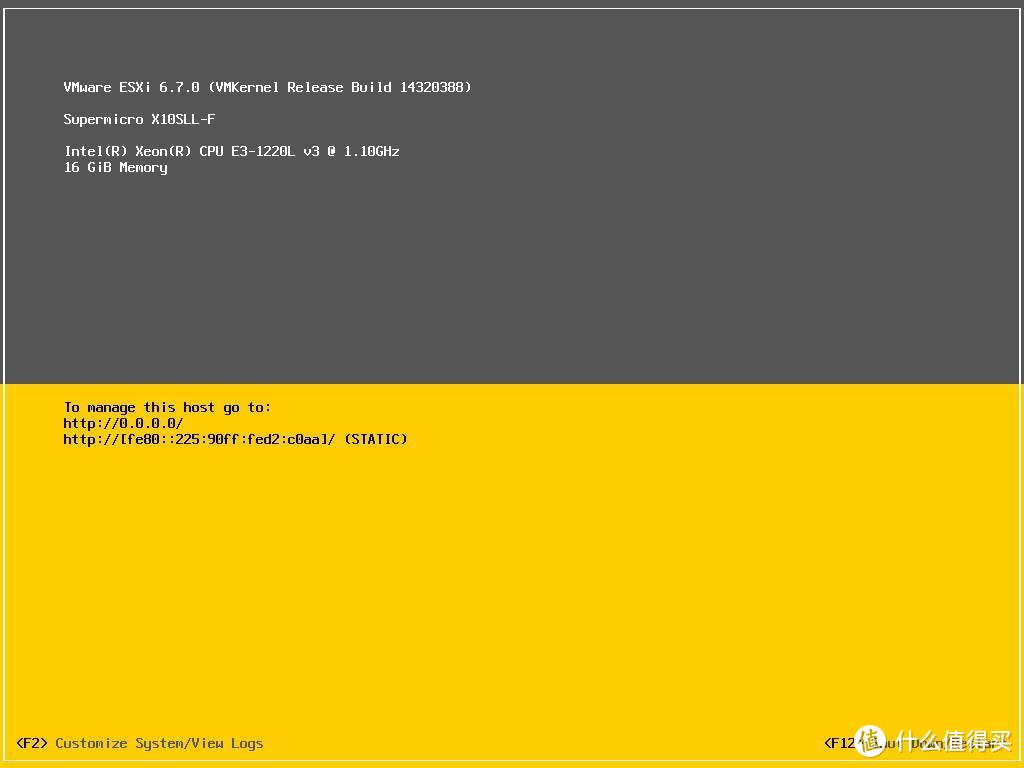 VMware ESXi 6.7.0 (VMKernel Release Build 14320388)
Supermicro X10SLL-F
Intel(R) Xeon(R) CPU E3-1220L v3 @ 1.10GHz
16 GiB Memory
To manage this host go to:
http://0.0.0.0/
http://[fe80::225:90ff:fed2:c0aa]/ (STATIC)
<F2> Customize System/View Logs
<F12
值 什么值得买